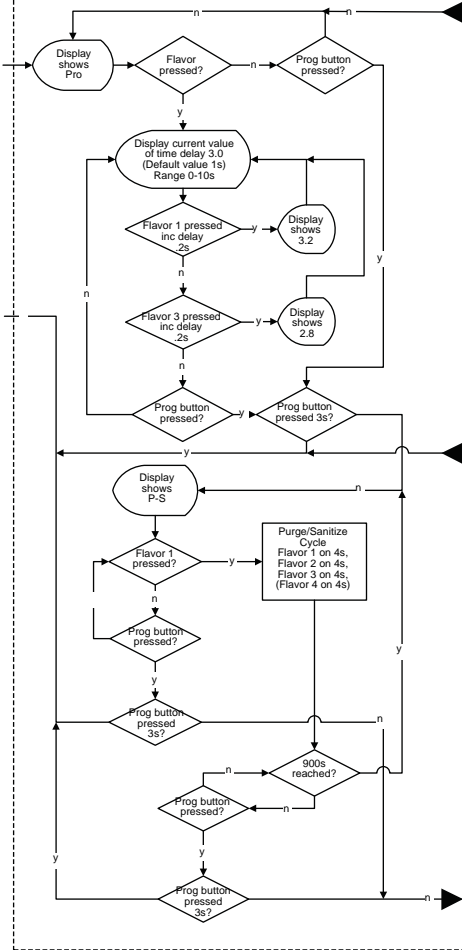 n
n
Display
shows
Pro
Flavor
pressed?
n
Prog button
pressed?
y
Display current value
of time delay 3.0
(Default value 1s)
Range 0-10s
Flavor 1 pressed
inc delay
.2s
y
Display
shows
3.2
y
n
n
Flavor 3 pressed
inc delay
.2s
y
Display
shows
2.8
n
Prog button
pressed?
y
Prog button
pressed 3s?
y
Display
shows
P-S
n
Flavor 1
pressed?
y
Purge/Sanitize
Cycle
Flavor 1 on 4s,
Flavor 2 on 4s,
Flavor 3 on 4s,
(Flavor 4 on 4s)
n
Prog button
pressed?
y
y
Prog button
pressed
3s?
n
900s
reached?
n
n
Prog button
pressed?
n
y
y
Prog button
pressed
3s?
n